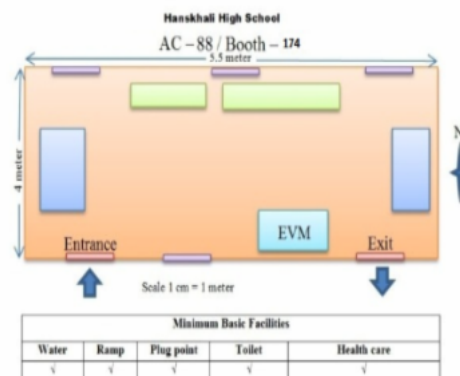 Hanskhali High School
AC – 88 / Booth – 174
5.5 meter
4 meter
N
EVM
Entrance
Exit
Scale 1 cm = 1 meter
Minimum Basic Facilities
Water Ramp Plug point Toilet Health care
√ √ √ √ √